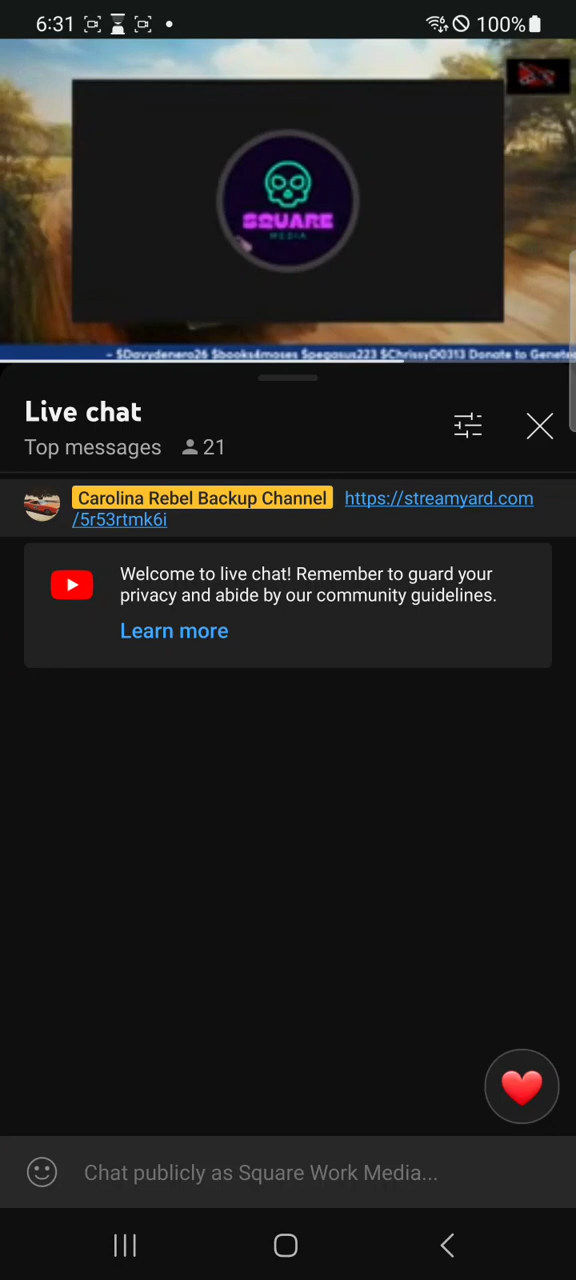 6:31 100%
SQUARE
MEDIA
- $Davydenero26 $books4moses $pegasus223 $ChrissyD0313 Donate to Genete
Live chat
Top messages 21
Carolina Rebel Backup Channel https://streamyard.com
/5r53rtmk6i
Welcome to live chat! Remember to guard your
privacy and abide by our community guidelines.
Learn more
Chat publicly as Square Work Media...